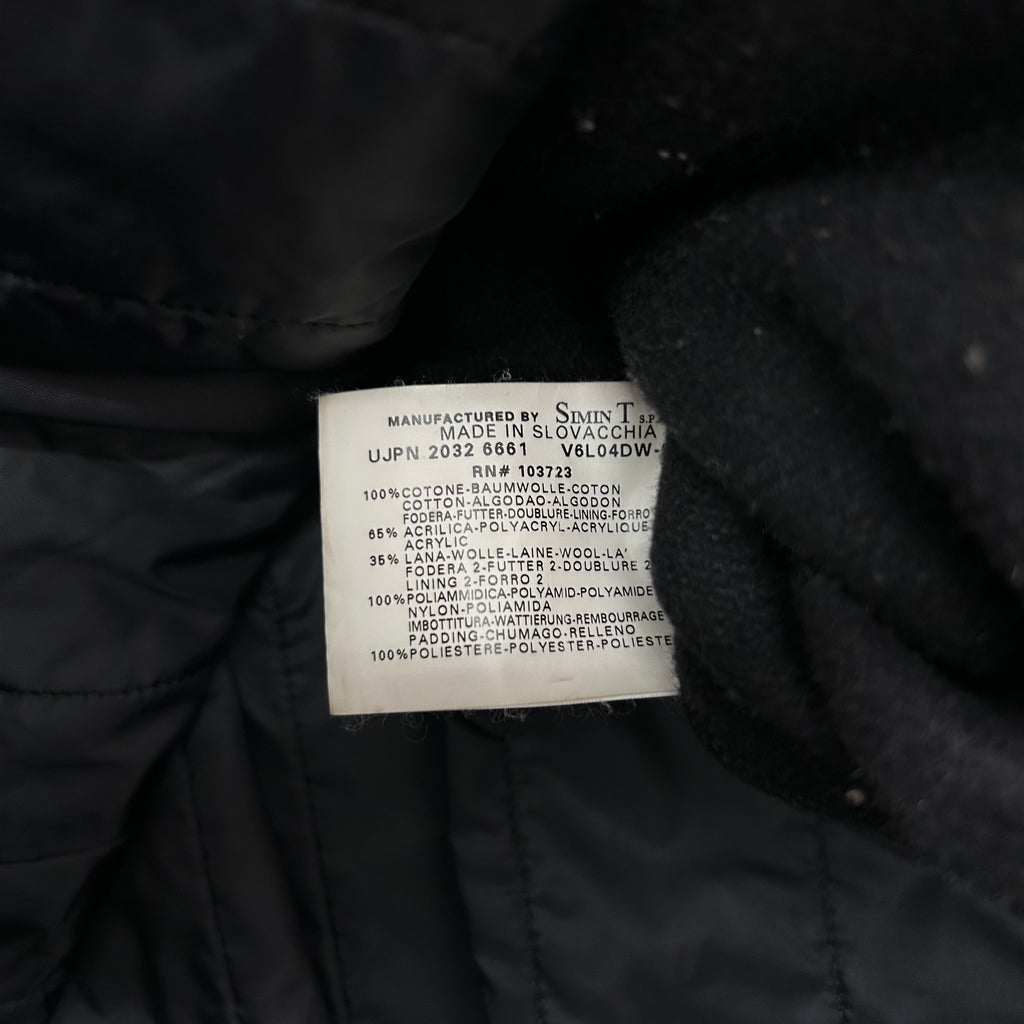 MANUFACTURED BY SIMIN T S.P.
MADE IN SLOVACCHIA
UJPN 2032 6661 V6L04DW-
RN# 103723
100% COTONE-BAUMWOLLE-COTON
COTTON-ALGODAO-ALGODON
FODERA-FUTTER-DOUBLURE-LINING-FORRO
65% ACRILICA-POLYACRYL-ACRYLIQUE
ACRYLIC
35% LANA-WOLLE-LAINE-WOOL-LA'
FODERA 2-FUTTER 2-DOUBLURE 2
LINING 2-FORRO 2
100% POLIAMMIDICA-POLYAMID-POLYAMIDE
NYLON-POLIAMIDA
IMBOTTITURA-WATTIERUNG-REMBOURRAGE
PADDING-CHUMAGO-RELLENO
100% POLIESTERE-POLYESTER-POLIESTE